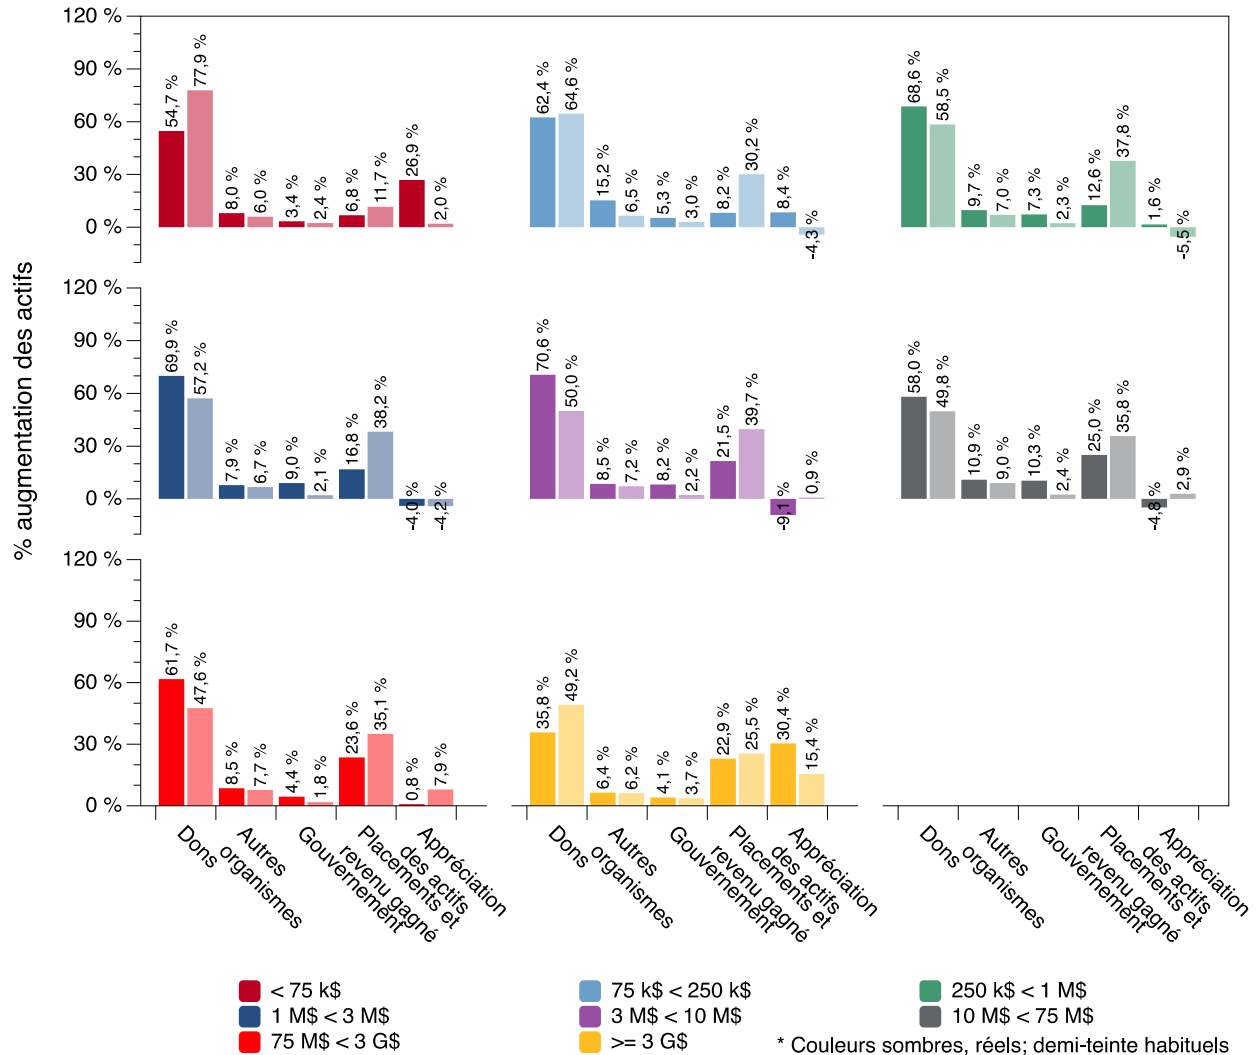 % augmentation des actifs
120 %
90 %
60 %
30 %
0 %
54,7 %
77,9 %
8,0 %
6,0 %
3,4 %
2,4 %
6,8 %
11,7 %
26,9 %
2,0 %
62,4 %
64,6 %
15,2 %
6,5 %
5,3 %
3,0 %
8,2 %
30,2 %
8,4 %
-4,3 %
68,6 %
58,5 %
9,7 %
7,0 %
7,3 %
2,3 %
12,6 %
37,8 %
1,6 %
-5,5 %
120 %
90 %
60 %
30 %
0 %
69,9 %
57,2 %
7,9 %
6,7 %
9,0 %
2,1 %
16,8 %
38,2 %
-4,0 %
-4,2 %
70,6 %
50,0 %
8,5 %
7,2 %
8,2 %
2,2 %
21,5 %
39,7 %
-9,1 %
0,9 %
58,0 %
49,8 %
10,9 %
9,0 %
10,3 %
2,4 %
25,0 %
35,8 %
-4,8 %
2,9 %
120 %
90 %
60 %
30 %
0 %
61,7 %
47,6 %
8,5 %
7,7 %
4,4 %
1,8 %
23,6 %
35,1 %
0,8 %
7,9 %
35,8 %
49,2 %
6,4 %
6,2 %
4,1 %
3,7 %
22,9 %
25,5 %
30,4 %
15,4 %
Dons
Autres
organismes
Gouvernement
Placements et
revenu gagné
Appréciation
des actifs
Dons
Autres
organismes
Gouvernement
Placements et
revenu gagné
Appréciation
des actifs
Dons
Autres
organismes
Gouvernement
Placements et
revenu gagné
Appréciation
des actifs
< 75 k$
75 k$ < 250 k$
250 k$ < 1 M$
1 M$ < 3 M$
3 M$ < 10 M$
10 M$ < 75 M$
75 M$ < 3 G$
>= 3 G$
* Couleurs sombres, réels; demi-teinte habituels